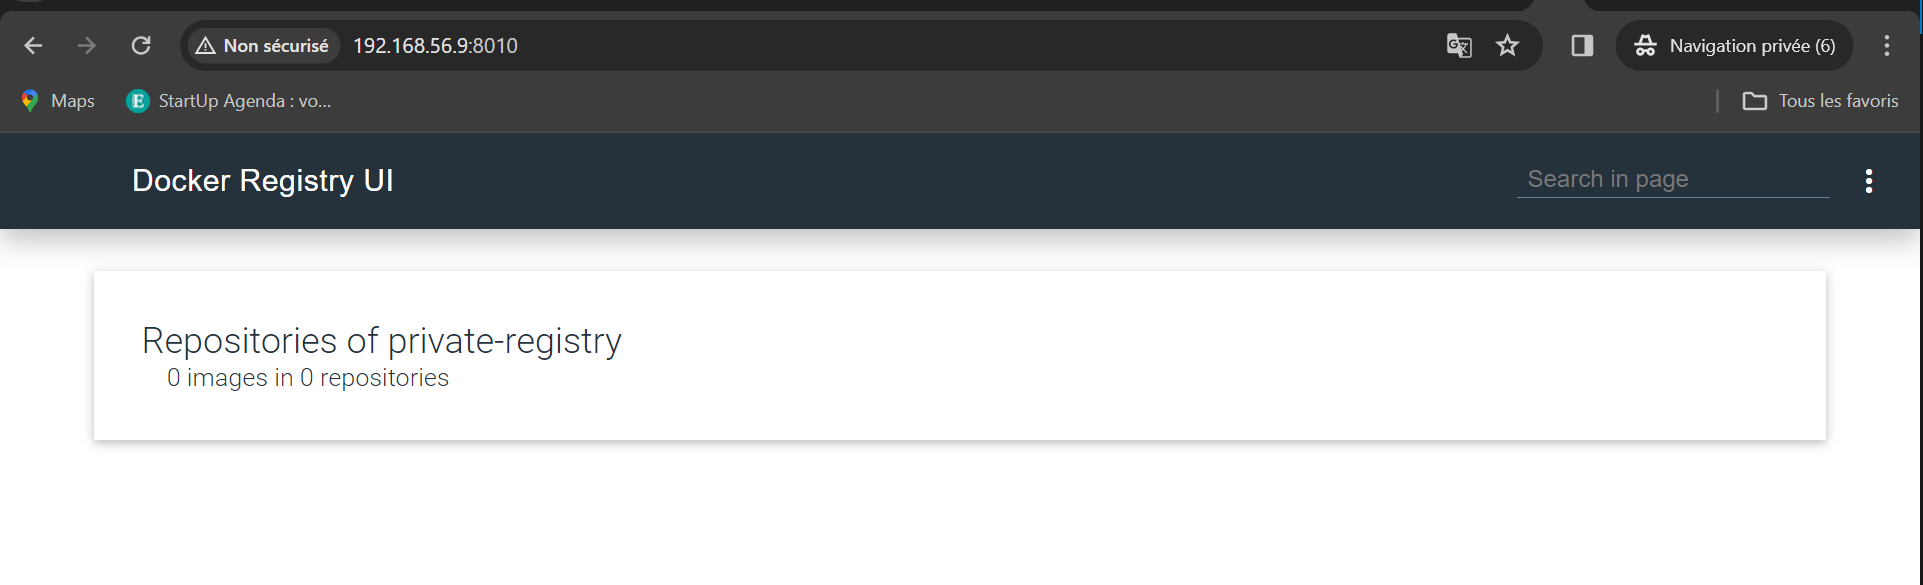 Non sécurisé 192.168.56.9:8010 Navigation privée (6)
Maps StartUp Agenda : vo... Tous les favoris
Docker Registry UI Search in page
Repositories of private-registry
0 images in 0 repositories